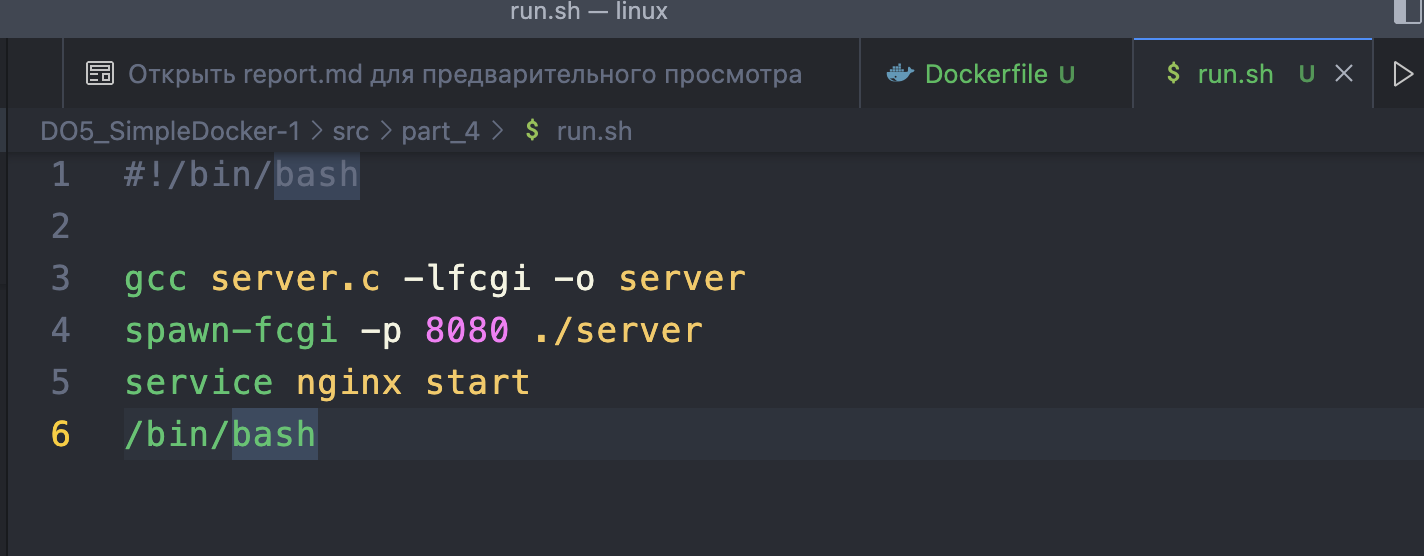 run.sh — linux
Открыть report.md для предварительного просмотра
Dockerfile U
$ run.sh U
DO5_SimpleDocker-1 > src > part_4 > $ run.sh
1 #!/bin/bash
2
3 gcc server.c -lfcgi -o server
4 spawn-fcgi -p 8080 ./server
5 service nginx start
6 /bin/bash